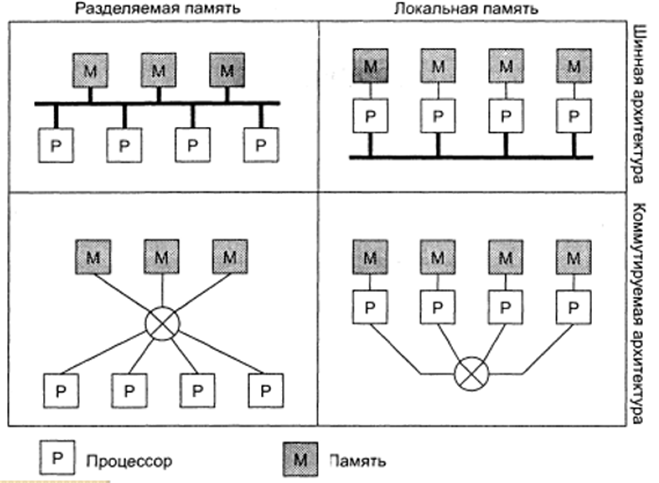 Разделяемая память
Локальная память
M M M
P P P P
M M M M
P P P P
Шинная архитектура
M M M
P P P P
M M M M
P P P P
Коммутируемая архитектура
P Процессор
M Память